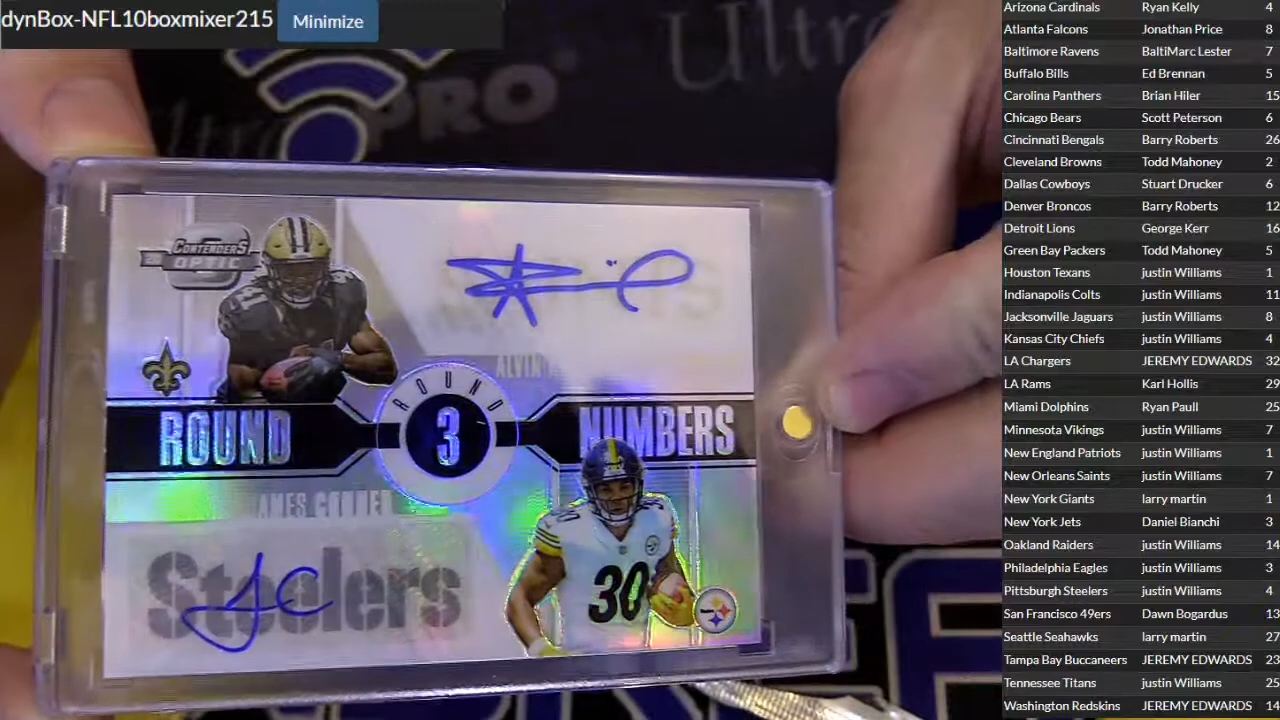 dynBox-NFL10boxmixer215 Minimize
Ultra
PRO
CONTENDERS
OPTIC
ALVIN
ROUND
ROUND 3 NUMBERS
AMES CONNER
Steelers
JC
30
30
Arizona Cardinals Ryan Kelly 4
Atlanta Falcons Jonathan Price 8
Baltimore Ravens BaltiMarc Lester 7
Buffalo Bills Ed Brennan 5
Carolina Panthers Brian Hiler 15
Chicago Bears Scott Peterson 6
Cincinnati Bengals Barry Roberts 26
Cleveland Browns Todd Mahoney 2
Dallas Cowboys Stuart Drucker 6
Denver Broncos Barry Roberts 12
Detroit Lions George Kerr 16
Green Bay Packers Todd Mahoney 5
Houston Texans justin Williams 1
Indianapolis Colts justin Williams 11
Jacksonville Jaguars justin Williams 8
Kansas City Chiefs justin Williams 4
LA Chargers JEREMY EDWARDS 32
LA Rams Karl Hollis 29
Miami Dolphins Ryan Paull 25
Minnesota Vikings justin Williams 7
New England Patriots justin Williams 1
New Orleans Saints justin Williams 7
New York Giants larry martin 1
New York Jets Daniel Bianchi 3
Oakland Raiders justin Williams 14
Philadelphia Eagles justin Williams 3
Pittsburgh Steelers justin Williams 4
San Francisco 49ers Dawn Bogardus 13
Seattle Seahawks larry martin 27
Tampa Bay Buccaneers JEREMY EDWARDS 23
Tennessee Titans justin Williams 25
Washington Redskins JEREMY EDWARDS 14